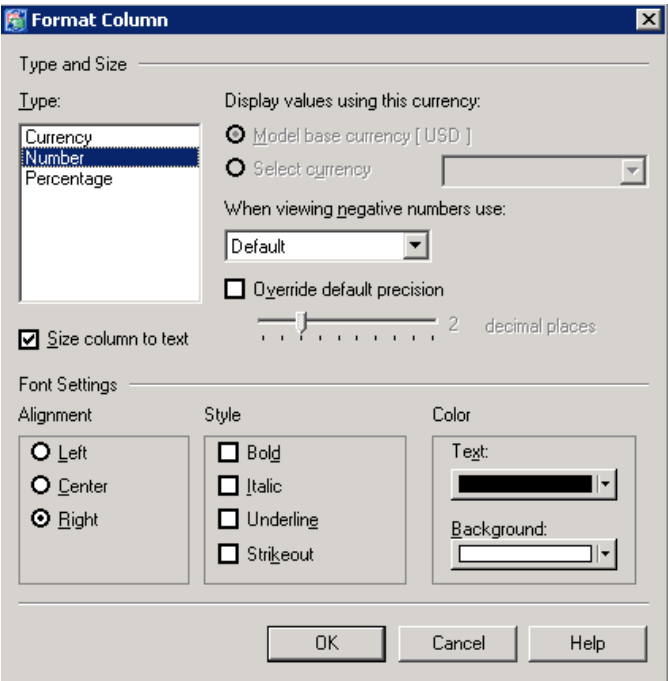 Format Column
Type and Size
Type:
Currency
Number
Percentage
Size column to text
Display values using this currency:
Model base currency [ USD ]
Select currency
When viewing negative numbers use:
Default
Override default precision
2 decimal places
Font Settings
Alignment
Left
Center
Right
Style
Bold
Italic
Underline
Strikeout
Color
Text:
Background:
OK
Cancel
Help